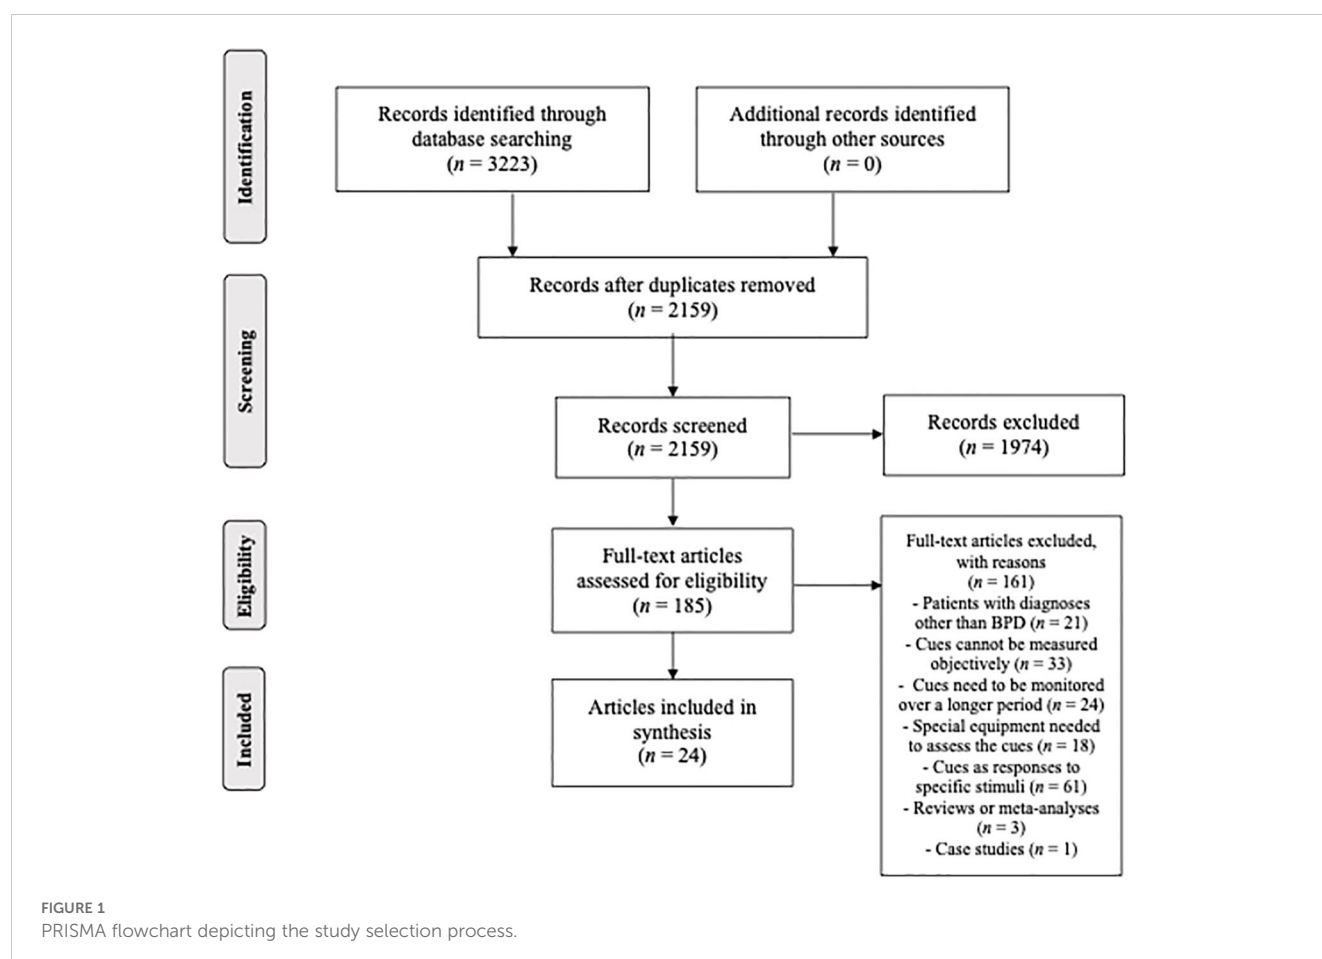 Identification
Records identified through
database searching
(n = 3223)
Additional records identified
through other sources
(n = 0)
Screening
Records after duplicates removed
(n = 2159)
Records screened
(n = 2159)
Records excluded
(n = 1974)
Eligibility
Full-text articles
assessed for eligibility
(n = 185)
Full-text articles excluded,
with reasons
(n = 161)
- Patients with diagnoses
other than BPD (n = 21)
- Cues cannot be measured
objectively (n = 33)
- Cues need to be monitored
over a longer period (n = 24)
- Special equipment needed
to assess the cues (n = 18)
- Cues as responses to
specific stimuli (n = 61)
- Reviews or meta-analyses
(n = 3)
- Case studies (n = 1)
Included
Articles included in
synthesis
(n = 24)
FIGURE 1
PRISMA flowchart depicting the study selection process.